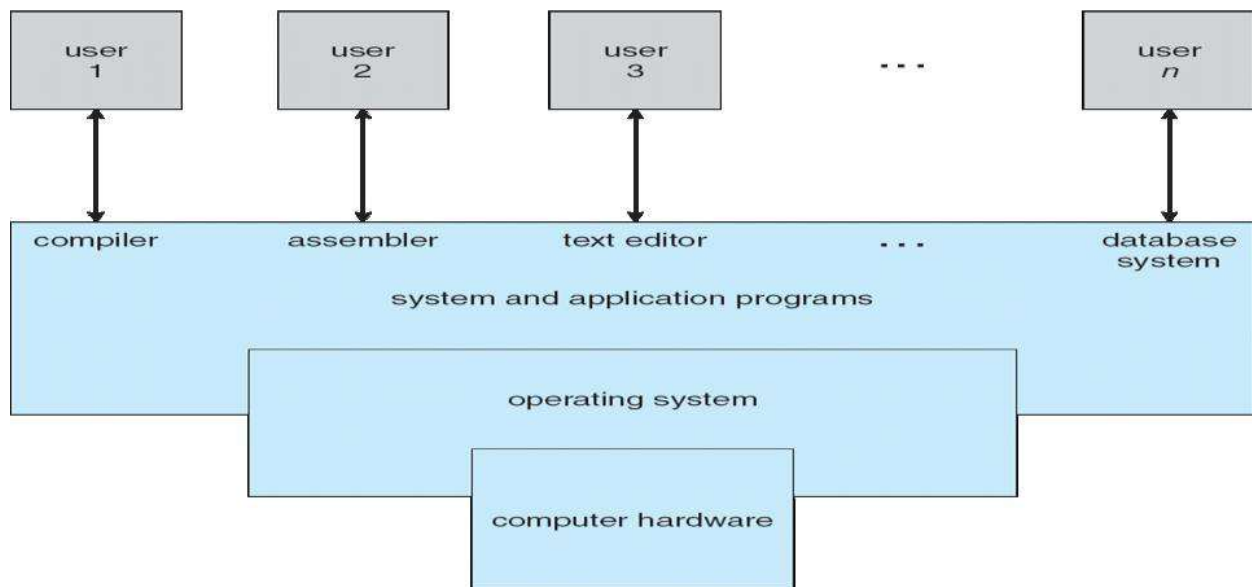 user
1
user
2
user
3
...
user
n
compiler
assembler
text editor
...
database
system
system and application programs
operating system
computer hardware